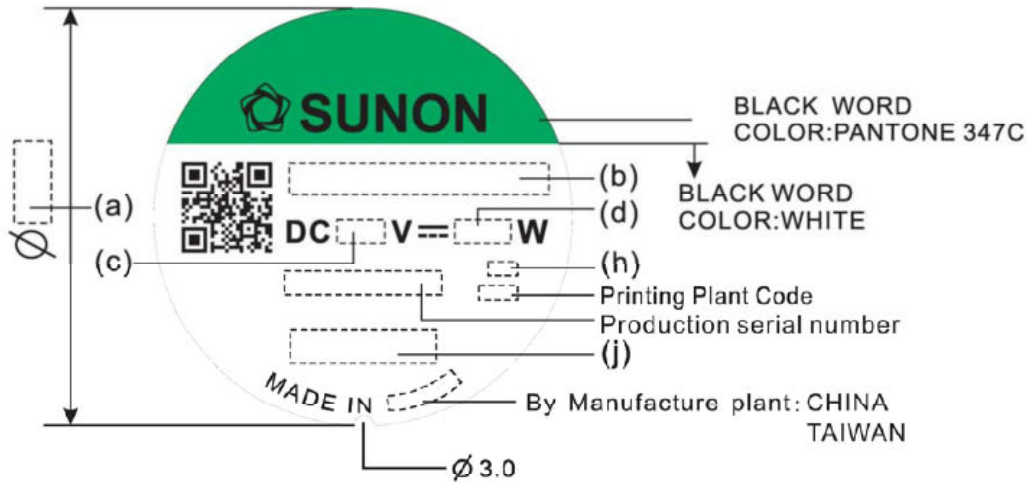 SUNON
BLACK WORD
COLOR:PANTONE 347C
(a)
Ø
(b)
BLACK WORD
COLOR:WHITE
(c)
DC V⎓ W
(d)
(h)
Printing Plant Code
Production serial number
(j)
MADE IN
By Manufacture plant: CHINA
TAIWAN
Ø 3.0